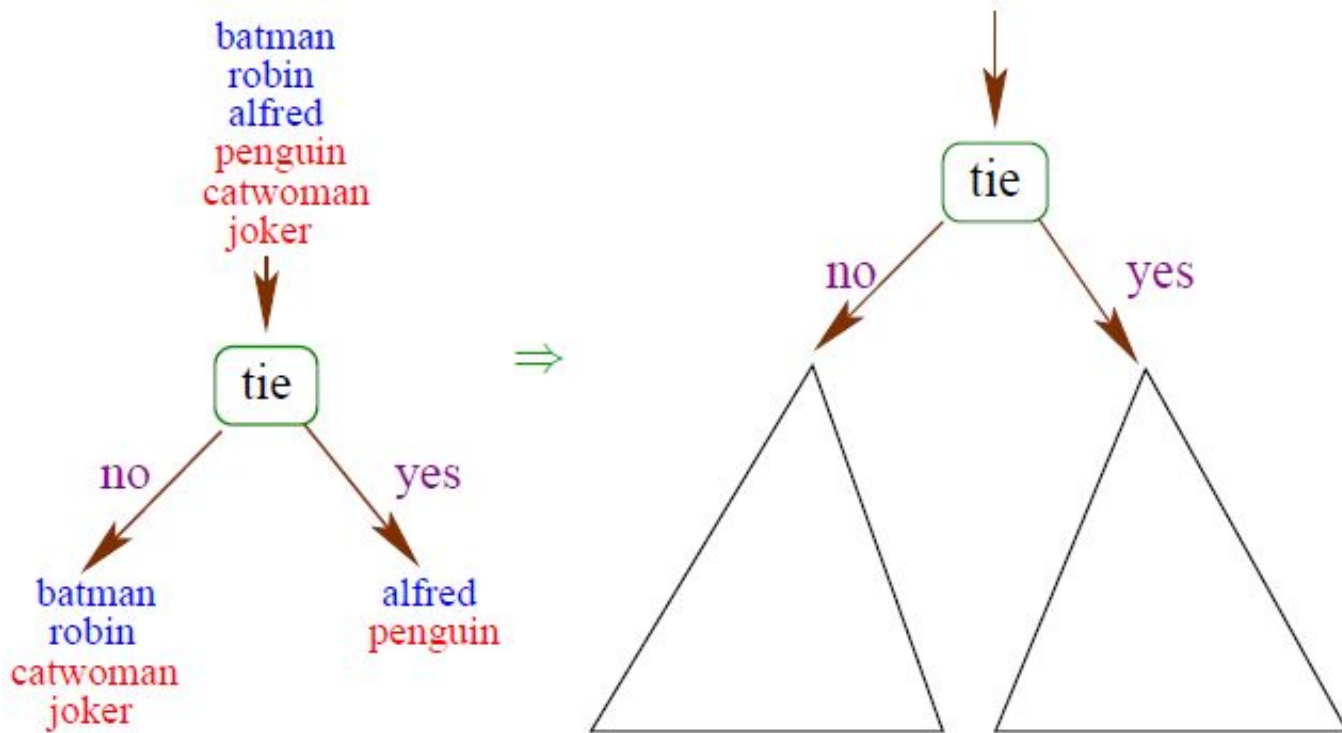 batman
robin
alfred
penguin
catwoman
joker
tie
no
yes
batman
robin
catwoman
joker
alfred
penguin
⇒
tie
no
yes